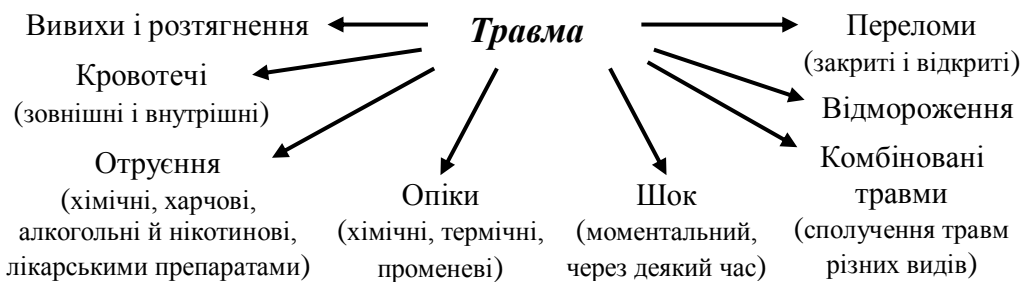 Травма
Вивихи і розтягнення
Кровотечі
(зовнішні і внутрішні)
Отруєння
(хімічні, харчові,
алкогольні й нікотинові,
лікарськими препаратами)
Опіки
(хімічні, термічні,
променеві)
Шок
(моментальний,
через деякий час)
Переломи
(закриті і відкриті)
Відмороження
Комбіновані
травми
(сполучення травм
різних видів)